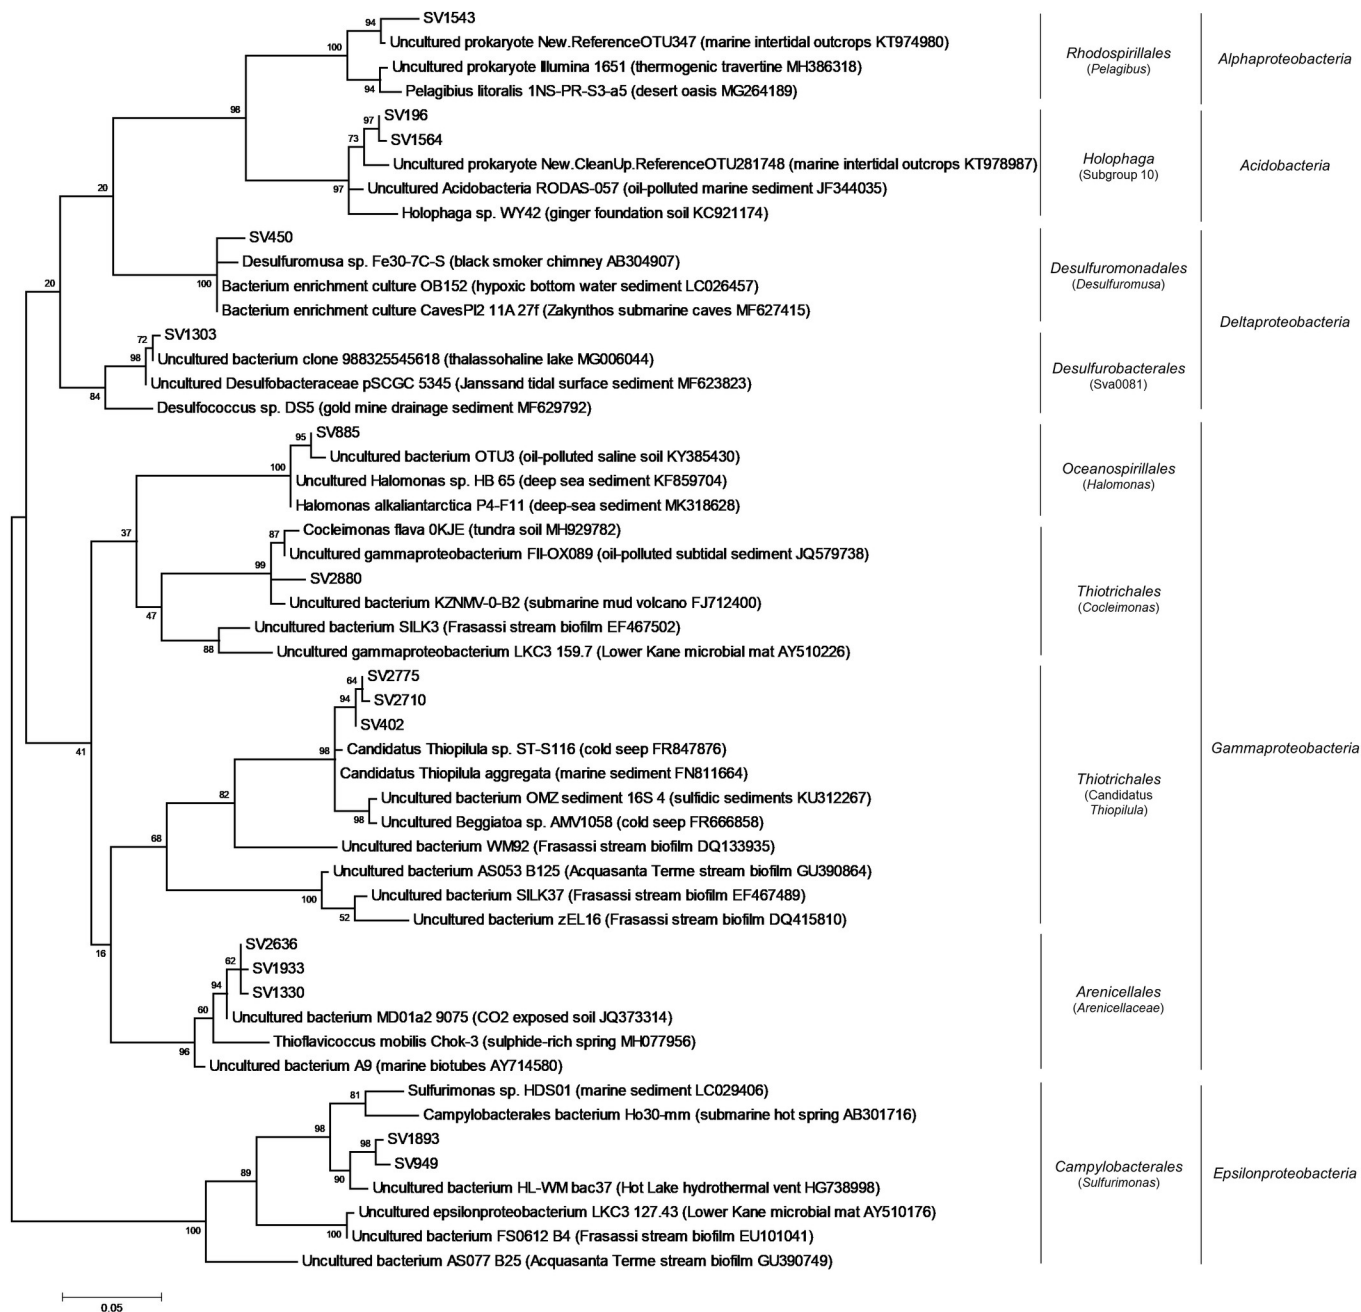 94
SV1543
Uncultured prokaryote New.ReferenceOTU347 (marine intertidal outcrops KT974980)
100
Uncultured prokaryote Illumina 1651 (thermogenic travertine MH386318)
94
Pelagibius litoralis 1NS-PR-S3-a5 (desert oasis MG264189)
Rhodospirillales
(Pelagibus)
Alphaproteobacteria
98
97
SV196
SV1564
73
Uncultured prokaryote New.CleanUp.ReferenceOTU281748 (marine intertidal outcrops KT978987)
97
Uncultured Acidobacteria RODAS-057 (oil-polluted marine sediment JF344035)
Holophaga sp. WY42 (ginger foundation soil KC921174)
Holophaga
(Subgroup 10)
Acidobacteria
20
SV450
Desulfuromusa sp. Fe30-7C-S (black smoker chimney AB304907)
100
Bacterium enrichment culture OB152 (hypoxic bottom water sediment LC026457)
Bacterium enrichment culture CavesPl2 11A 27f (Zakynthos submarine caves MF627415)
Desulfuromonadales
(Desulfuromusa)
Deltaproteobacteria
20
72
SV1303
98
Uncultured bacterium clone 988325545618 (thalassohaline lake MG006044)
Uncultured Desulfobacteraceae pSCGC 5345 (Janssand tidal surface sediment MF623823)
84
Desulfococcus sp. DS5 (gold mine drainage sediment MF629792)
Desulfurobacterales
(Sva0081)
95
SV885
Uncultured bacterium OTU3 (oil-polluted saline soil KY385430)
100
Uncultured Halomonas sp. HB 65 (deep sea sediment KF859704)
Halomonas alkaliantarctica P4-F11 (deep-sea sediment MK318628)
Oceanospirillales
(Halomonas)
37
87
Cocleimonas flava 0KJE (tundra soil MH929782)
Uncultured gammaproteobacterium FII-OX089 (oil-polluted subtidal sediment JQ579738)
99
SV2880
Uncultured bacterium KZNMV-0-B2 (submarine mud volcano FJ712400)
47
Uncultured bacterium SILK3 (Frasassi stream biofilm EF467502)
88
Uncultured gammaproteobacterium LKC3 159.7 (Lower Kane microbial mat AY510226)
Thiotrichales
(Cocleimonas)
41
64
SV2775
94
SV2710
SV402
98
Candidatus Thiopilula sp. ST-S116 (cold seep FR847876)
Candidatus Thiopilula aggregata (marine sediment FN811664)
82
Uncultured bacterium OMZ sediment 16S 4 (sulfidic sediments KU312267)
98
Uncultured Beggiatoa sp. AMV1058 (cold seep FR666858)
68
Uncultured bacterium WM92 (Frasassi stream biofilm DQ133935)
Uncultured bacterium AS053 B125 (Acquasanta Terme stream biofilm GU390864)
100
Uncultured bacterium SILK37 (Frasassi stream biofilm EF467489)
52
Uncultured bacterium zEL16 (Frasassi stream biofilm DQ415810)
Thiotrichales
(Candidatus
Thiopilula)
Gammaproteobacteria
16
SV2636
62
SV1933
94
SV1330
60
Uncultured bacterium MD01a2 9075 (CO2 exposed soil JQ373314)
Thioflavicoccus mobilis Chok-3 (sulphide-rich spring MH077956)
96
Uncultured bacterium A9 (marine biotubes AY714580)
Arenicellales
(Arenicellaceae)
81
Sulfurimonas sp. HDS01 (marine sediment LC029406)
Campylobacterales bacterium Ho30-mm (submarine hot spring AB301716)
98
98
SV1893
SV949
90
Uncultured bacterium HL-WM bac37 (Hot Lake hydrothermal vent HG738998)
89
Uncultured epsilonproteobacterium LKC3 127.43 (Lower Kane microbial mat AY510176)
100
Uncultured bacterium FS0612 B4 (Frasassi stream biofilm EU101041)
100
Uncultured bacterium AS077 B25 (Acquasanta Terme stream biofilm GU390749)
Campylobacterales
(Sulfurimonas)
Epsilonproteobacteria
0.05